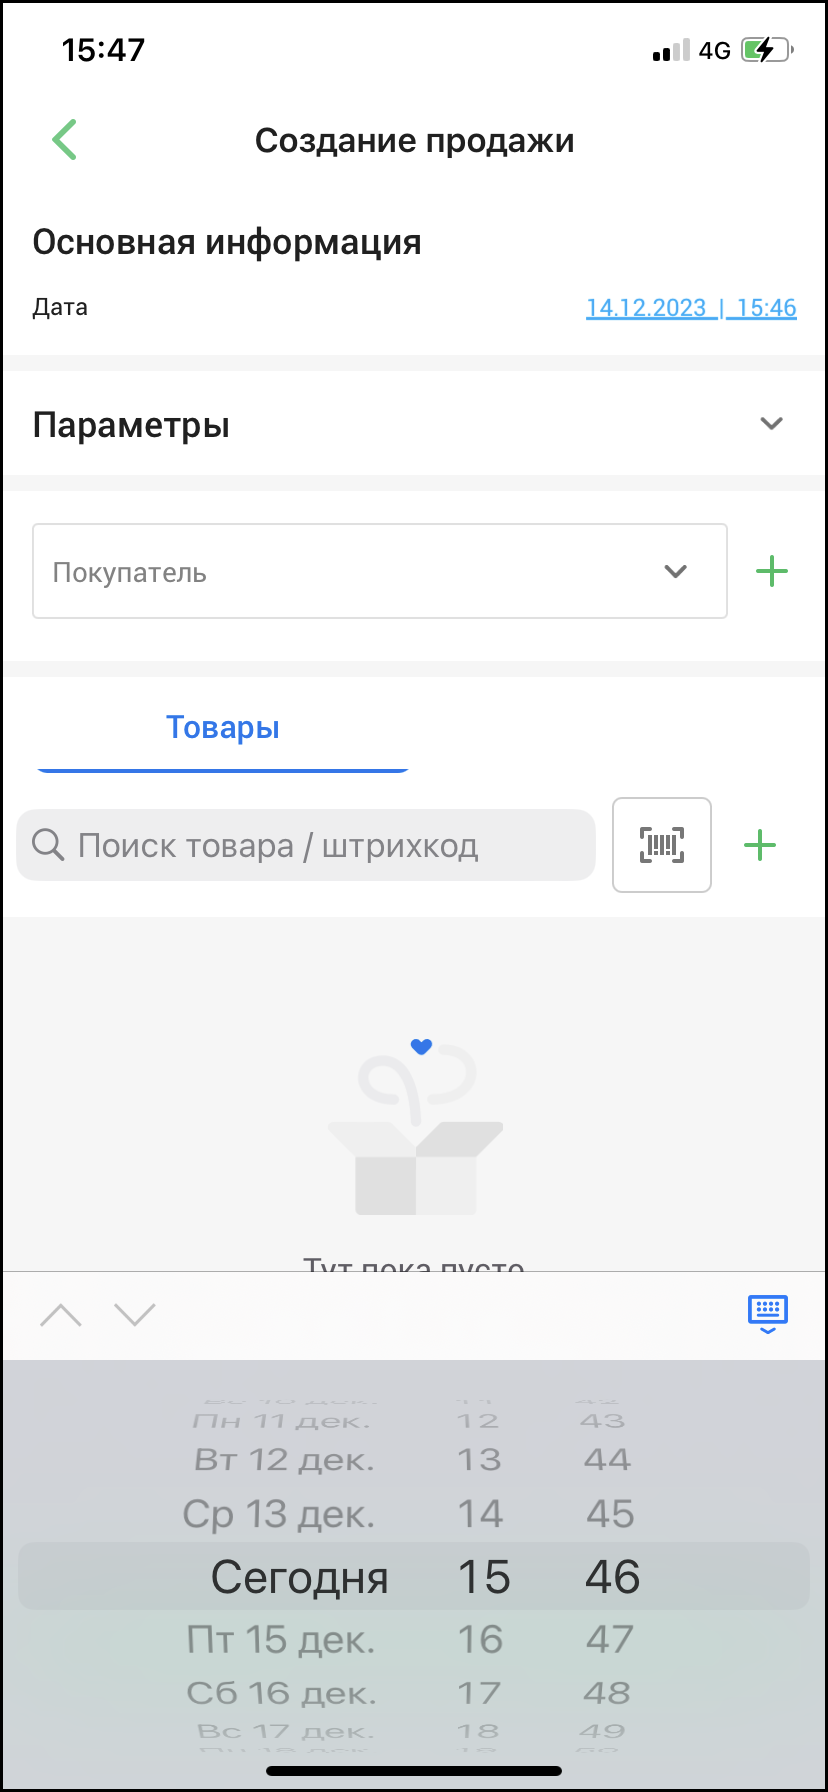 15:47 4G
Создание продажи
Основная информация
Дата 14.12.2023 | 15:46
Параметры
Покупатель
Товары
Поиск товара / штрихкод
Тут пока пусто
Пн 11 дек. 12 43
Вт 12 дек. 13 44
Ср 13 дек. 14 45
Сегодня 15 46
Пт 15 дек. 16 47
Сб 16 дек. 17 48
Вс 17 дек. 18 49